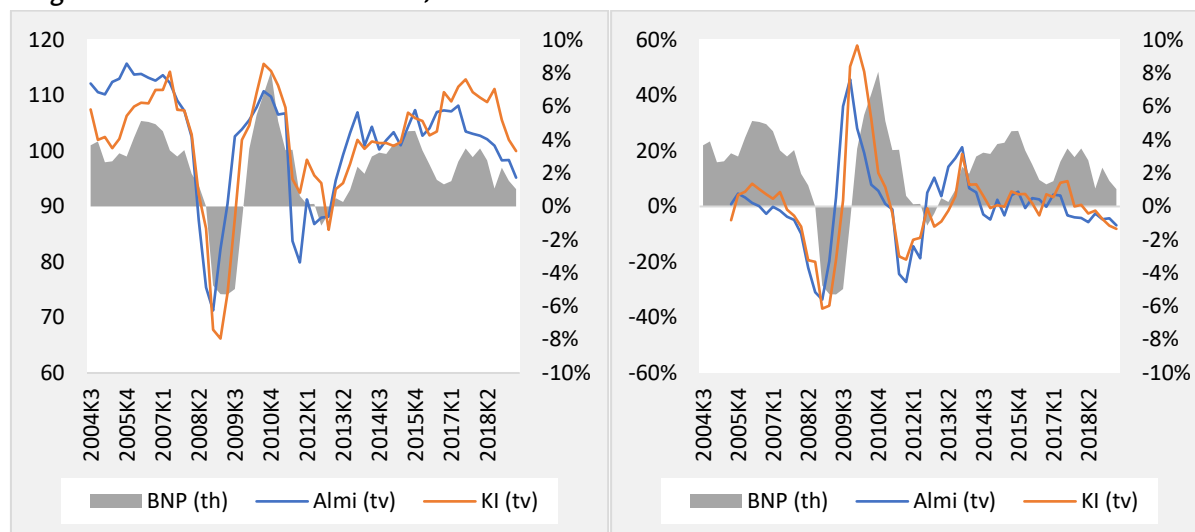 120
110
100
90
80
70
60
10%
8%
6%
4%
2%
0%
-2%
-4%
-6%
-8%
-10%
2004K3
2005K4
2007K1
2008K2
2009K3
2010K4
2012K1
2013K2
2014K3
2015K4
2017K1
2018K2
BNP (th)
Almi (tv)
KI (tv)
60%
40%
20%
0%
-20%
-40%
-60%
10%
8%
6%
4%
2%
0%
-2%
-4%
-6%
-8%
-10%
2004K3
2005K4
2007K1
2008K2
2009K3
2010K4
2012K1
2013K2
2014K3
2015K4
2017K1
2018K2
BNP (th)
Almi (tv)
KI (tv)